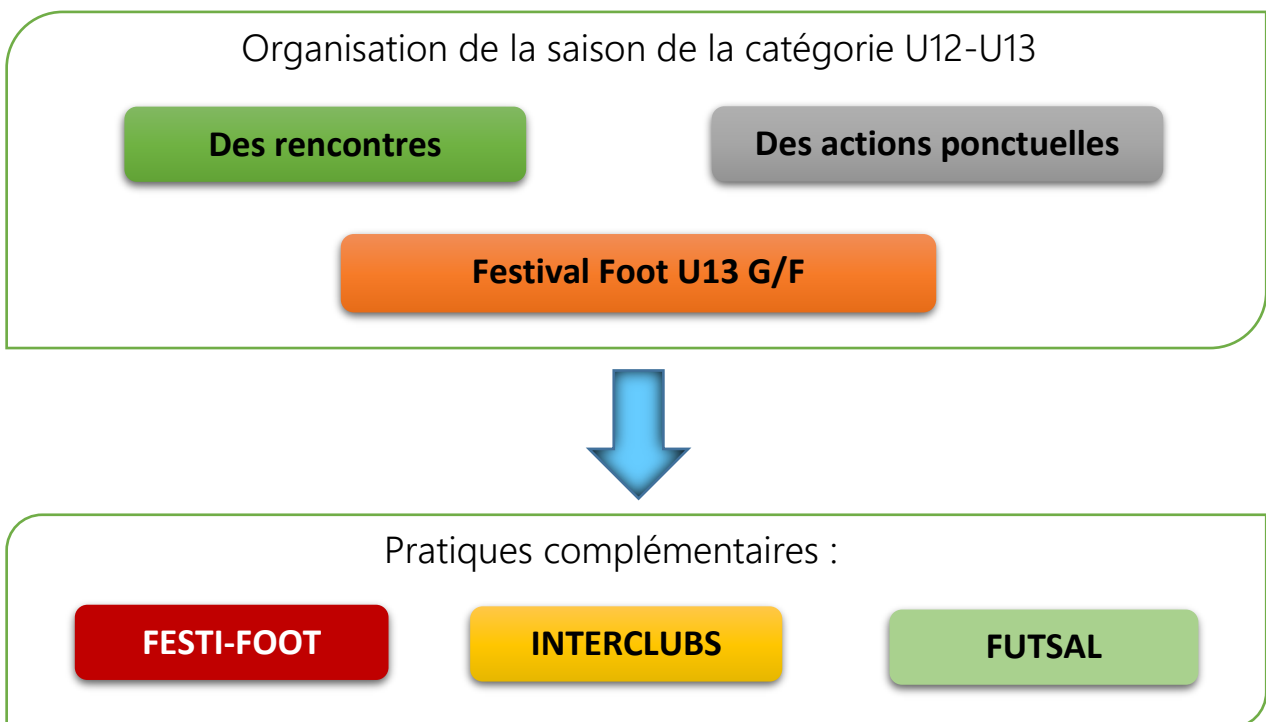 Organisation de la saison de la catégorie U12-U13
Des rencontres
Des actions ponctuelles
Festival Foot U13 G/F
Pratiques complémentaires :
FESTI-FOOT
INTERCLUBS
FUTSAL